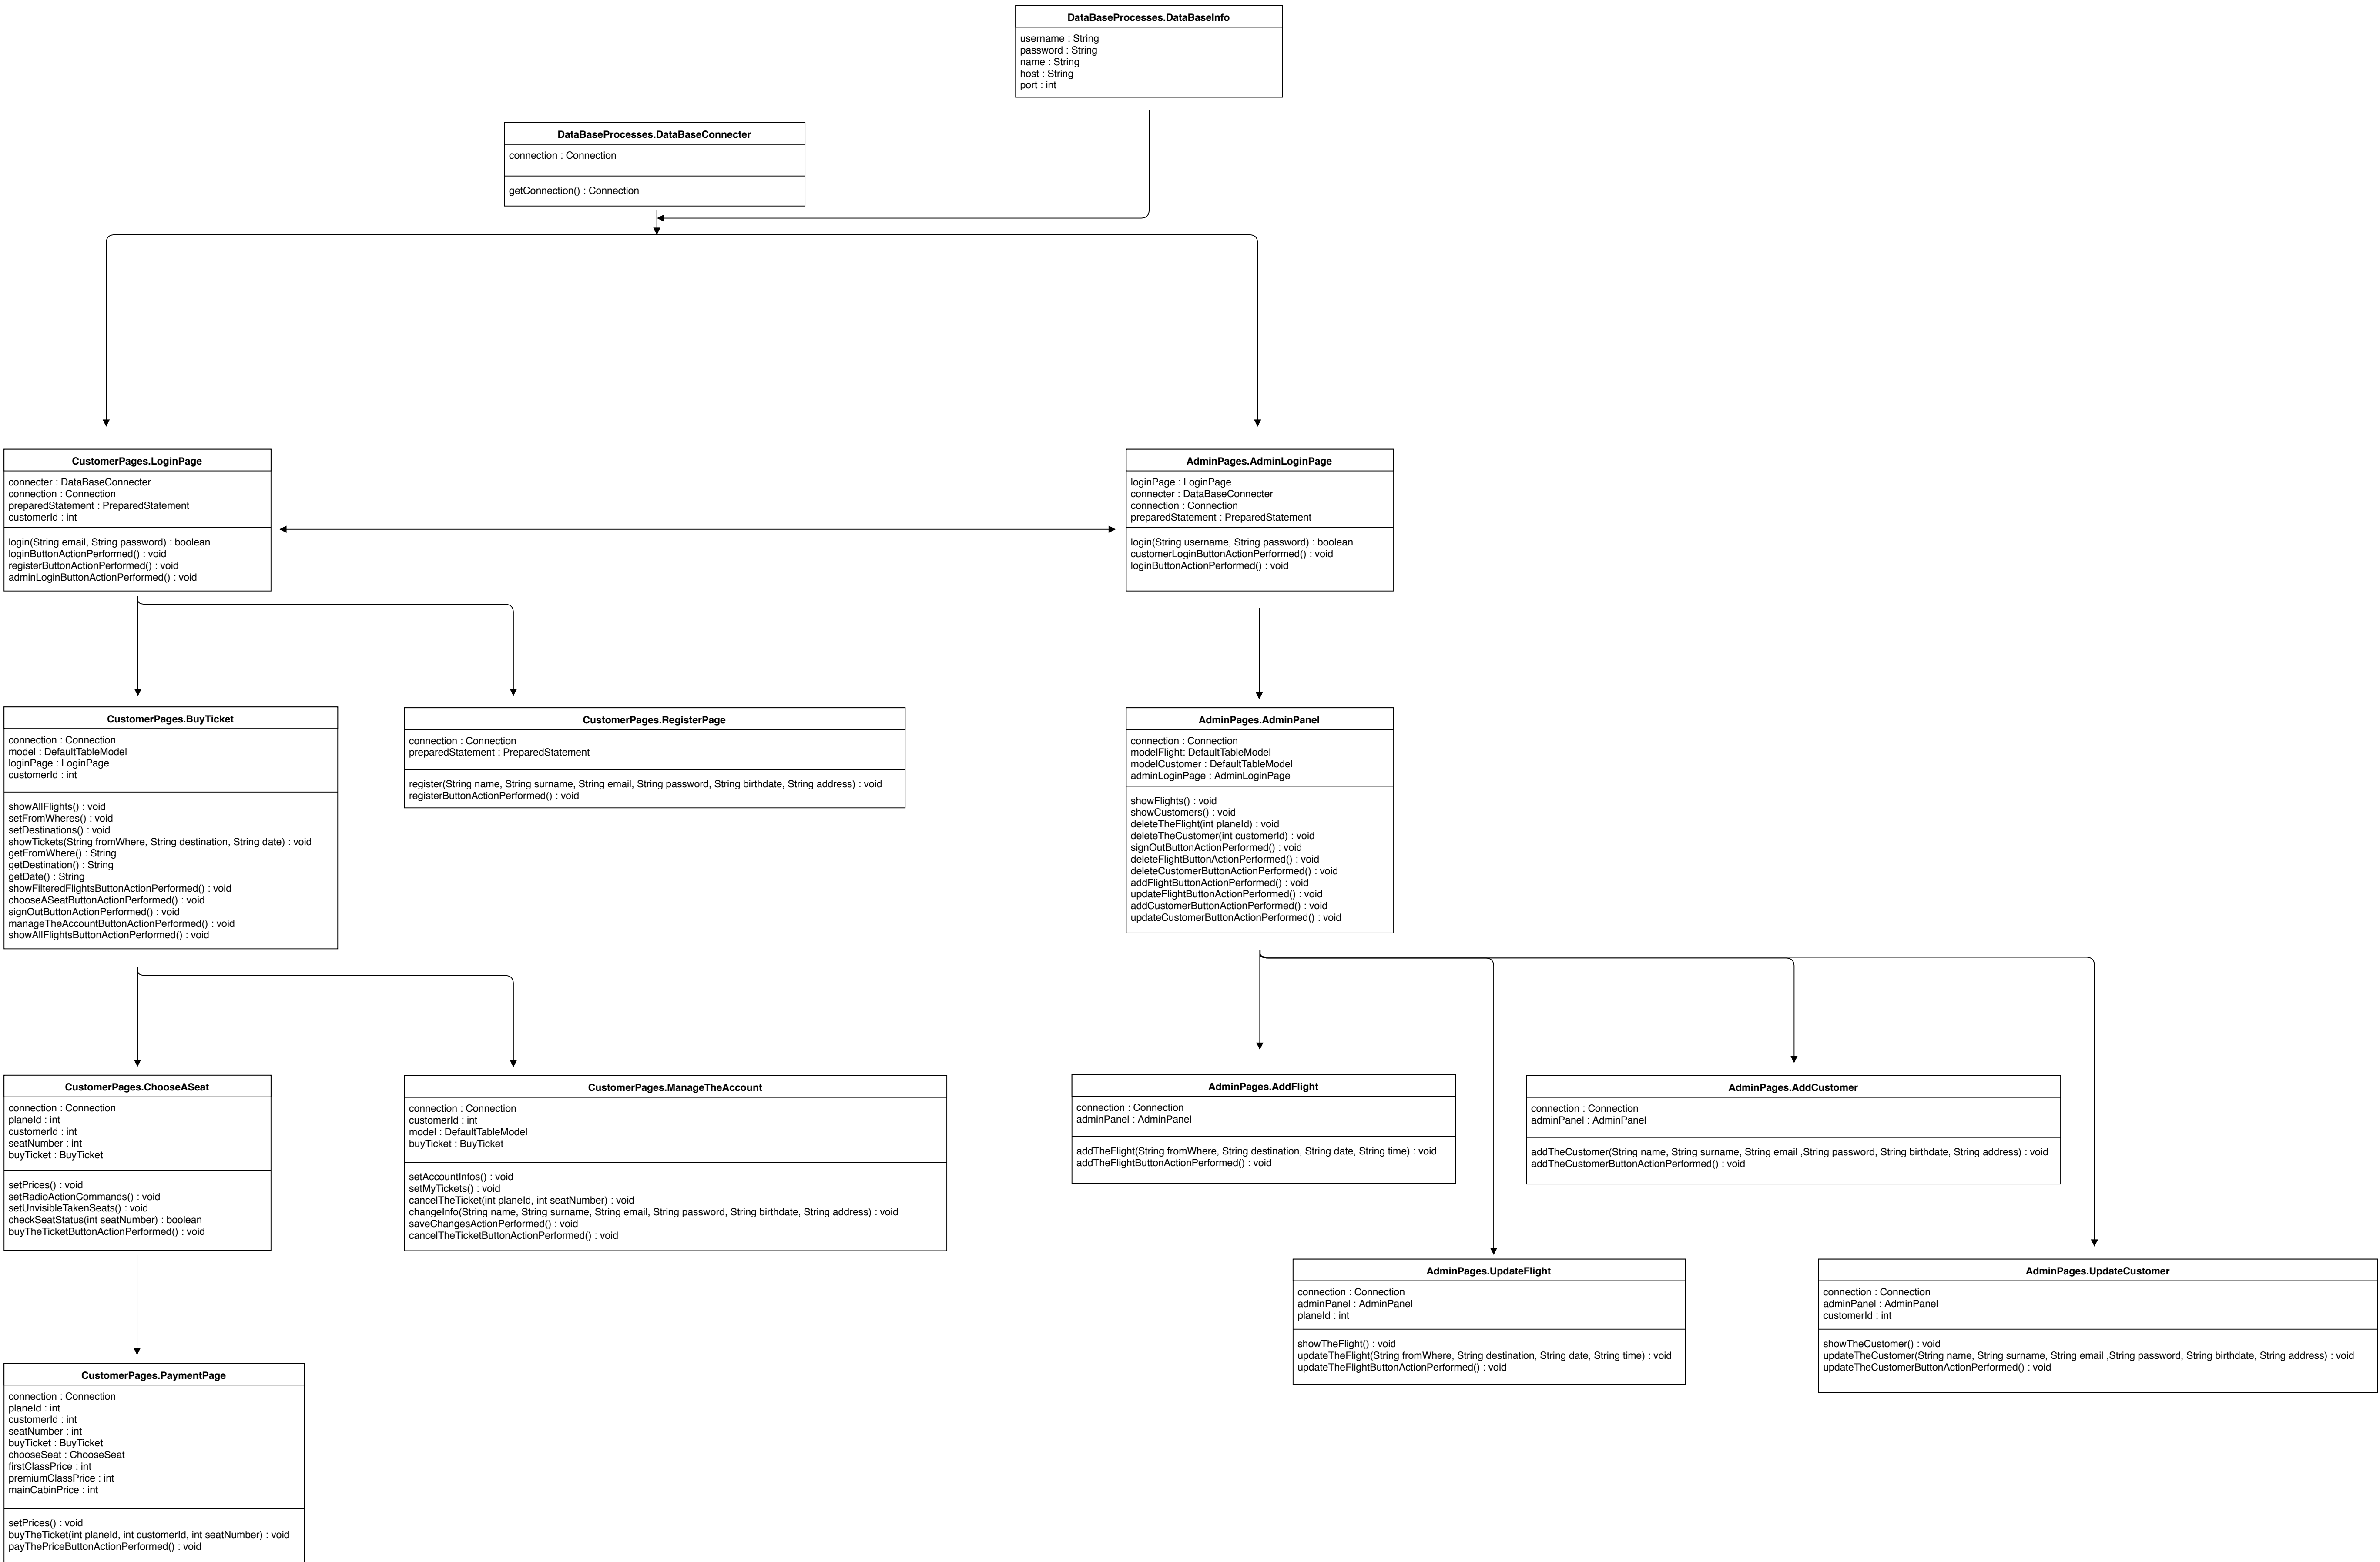 DataBaseProcesses.DataBaseInfo
username : String
password : String
name : String
host : String
port : int
DataBaseProcesses.DataBaseConnecter
connection : Connection
getConnection() : Connection
CustomerPages.LoginPage
connecter : DataBaseConnecter
connection : Connection
preparedStatement : PreparedStatement
customerId : int
login(String email, String password) : boolean
loginButtonActionPerformed() : void
registerButtonActionPerformed() : void
adminLoginButtonActionPerformed() : void
AdminPages.AdminLoginPage
loginPage : LoginPage
connecter : DataBaseConnecter
connection : Connection
preparedStatement : PreparedStatement
login(String username, String password) : boolean
customerLoginButtonActionPerformed() : void
loginButtonActionPerformed() : void
CustomerPages.BuyTicket
connection : Connection
model : DefaultTableModel
loginPage : LoginPage
customerId : int
showAllFlights() : void
setFromWheres() : void
setDestinations() : void
showTickets(String fromWhere, String destination, String date) : void
getFromWhere() : String
getDestination() : String
getDate() : String
showFilteredFlightsButtonActionPerformed() : void
chooseASeatButtonActionPerformed() : void
signOutButtonActionPerformed() : void
manageTheAccountButtonActionPerformed() : void
showAllFlightsButtonActionPerformed() : void
CustomerPages.RegisterPage
connection : Connection
preparedStatement : PreparedStatement
register(String name, String surname, String email, String password, String birthdate, String address) : void
registerButtonActionPerformed() : void
AdminPages.AdminPanel
connection : Connection
modelFlight: DefaultTableModel
modelCustomer : DefaultTableModel
adminLoginPage : AdminLoginPage
showFlights() : void
showCustomers() : void
deleteTheFlight(int planeId) : void
deleteTheCustomer(int customerId) : void
signOutButtonActionPerformed() : void
deleteFlightButtonActionPerformed() : void
deleteCustomerButtonActionPerformed() : void
addFlightButtonActionPerformed() : void
updateFlightButtonActionPerformed() : void
addCustomerButtonActionPerformed() : void
updateCustomerButtonActionPerformed() : void
CustomerPages.ChooseASeat
connection : Connection
planeId : int
customerId : int
seatNumber : int
buyTicket : BuyTicket
setPrices() : void
setRadioActionCommands() : void
setUnvisibleTakenSeats() : void
checkSeatStatus(int seatNumber) : boolean
buyTheTicketButtonActionPerformed() : void
CustomerPages.ManageTheAccount
connection : Connection
customerId : int
model : DefaultTableModel
buyTicket : BuyTicket
setAccountInfos() : void
setMyTickets() : void
cancelTheTicket(int planeId, int seatNumber) : void
changeInfo(String name, String surname, String email, String password, String birthdate, String address) : void
saveChangesActionPerformed() : void
cancelTheTicketButtonActionPerformed() : void
AdminPages.AddFlight
connection : Connection
adminPanel : AdminPanel
addTheFlight(String fromWhere, String destination, String date, String time) : void
addTheFlightButtonActionPerformed() : void
AdminPages.AddCustomer
connection : Connection
adminPanel : AdminPanel
addTheCustomer(String name, String surname, String email ,String password, String birthdate, String address) : void
addTheCustomerButtonActionPerformed() : void
AdminPages.UpdateFlight
connection : Connection
adminPanel : AdminPanel
planeId : int
showTheFlight() : void
updateTheFlight(String fromWhere, String destination, String date, String time) : void
updateTheFlightButtonActionPerformed() : void
AdminPages.UpdateCustomer
connection : Connection
adminPanel : AdminPanel
customerId : int
showTheCustomer() : void
updateTheCustomer(String name, String surname, String email ,String password, String birthdate, String address) : void
updateTheCustomerButtonActionPerformed() : void
CustomerPages.PaymentPage
connection : Connection
planeId : int
customerId : int
seatNumber : int
buyTicket : BuyTicket
chooseSeat : ChooseSeat
firstClassPrice : int
premiumClassPrice : int
mainCabinPrice : int
setPrices() : void
buyTheTicket(int planeId, int customerId, int seatNumber) : void
payThePriceButtonActionPerformed() : void